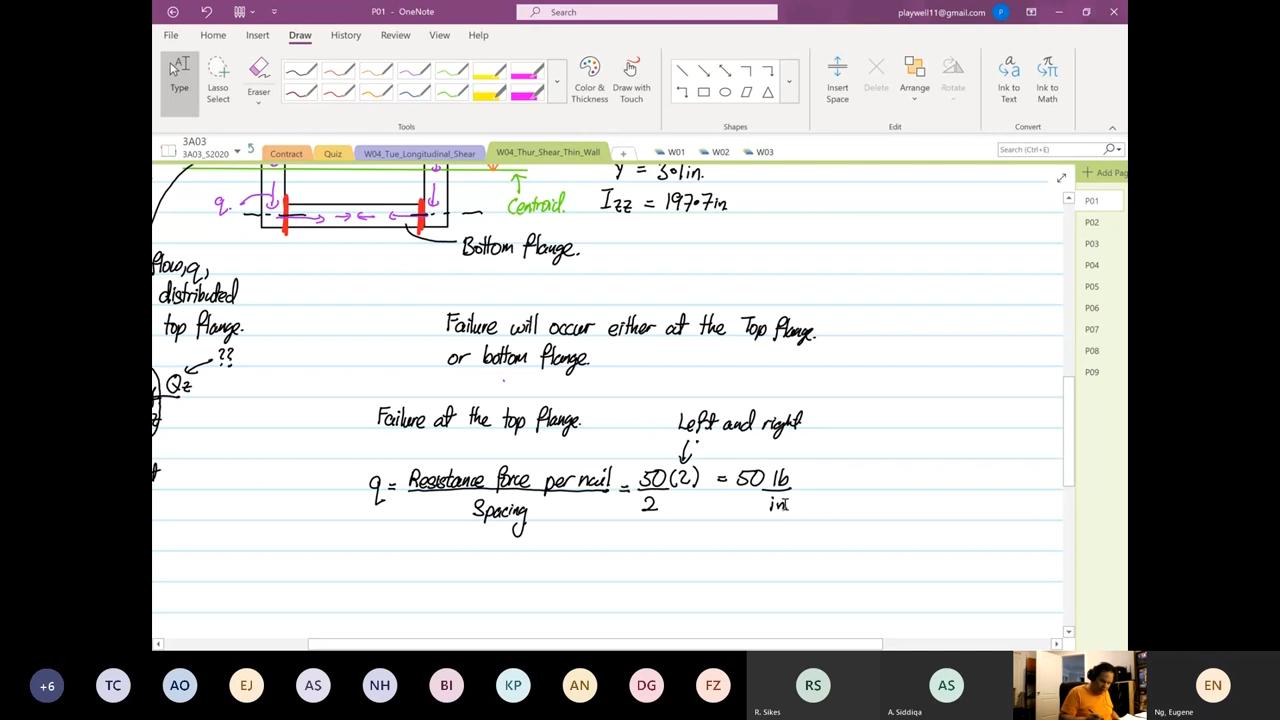 P01 - OneNote
Search
playwell11@gmail.com
P
File
Home
Insert
Draw
History
Review
View
Help
Type
Lasso
Select
Eraser
Color &
Thickness
Draw with
Touch
Insert
Space
Delete
Arrange
Rotate
Ink to
Text
Ink to
Math
Tools
Shapes
Edit
Convert
3A03
3A03_S2020
5
Contract
Quiz
W04_Tue_Longitudinal_Shear
W04_Thur_Shear_Thin_Wall
W01
W02
W03
Search (Ctrl+E)
Add Pag
P01
P02
P03
P04
P05
P06
P07
P08
P09
y = 3.01in.
q.
Centroid.
Izz = 197.7in
Bottom flange.
flow, q,
distributed
top flange.
??
Qz
Failure will occur either at the Top flange.
or bottom flange.
Failure at the top flange.
Left and right
q = Resistance force per nail = 50 (2) = 50 lb
Spacing 2 in
+6
TC
AO
EJ
AS
NH
BI
KP
AN
DG
FZ
RS
R. Sikes
AS
A. Siddiqa
Ng, Eugene
EN